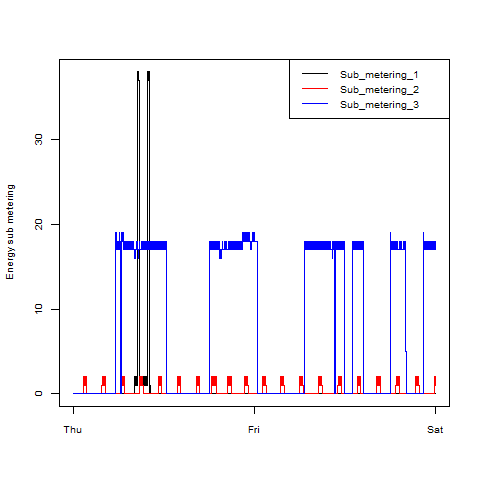 Sub_metering_1
Sub_metering_2
Sub_metering_3
Energy sub metering
30
20
10
0
Thu
Fri
Sat